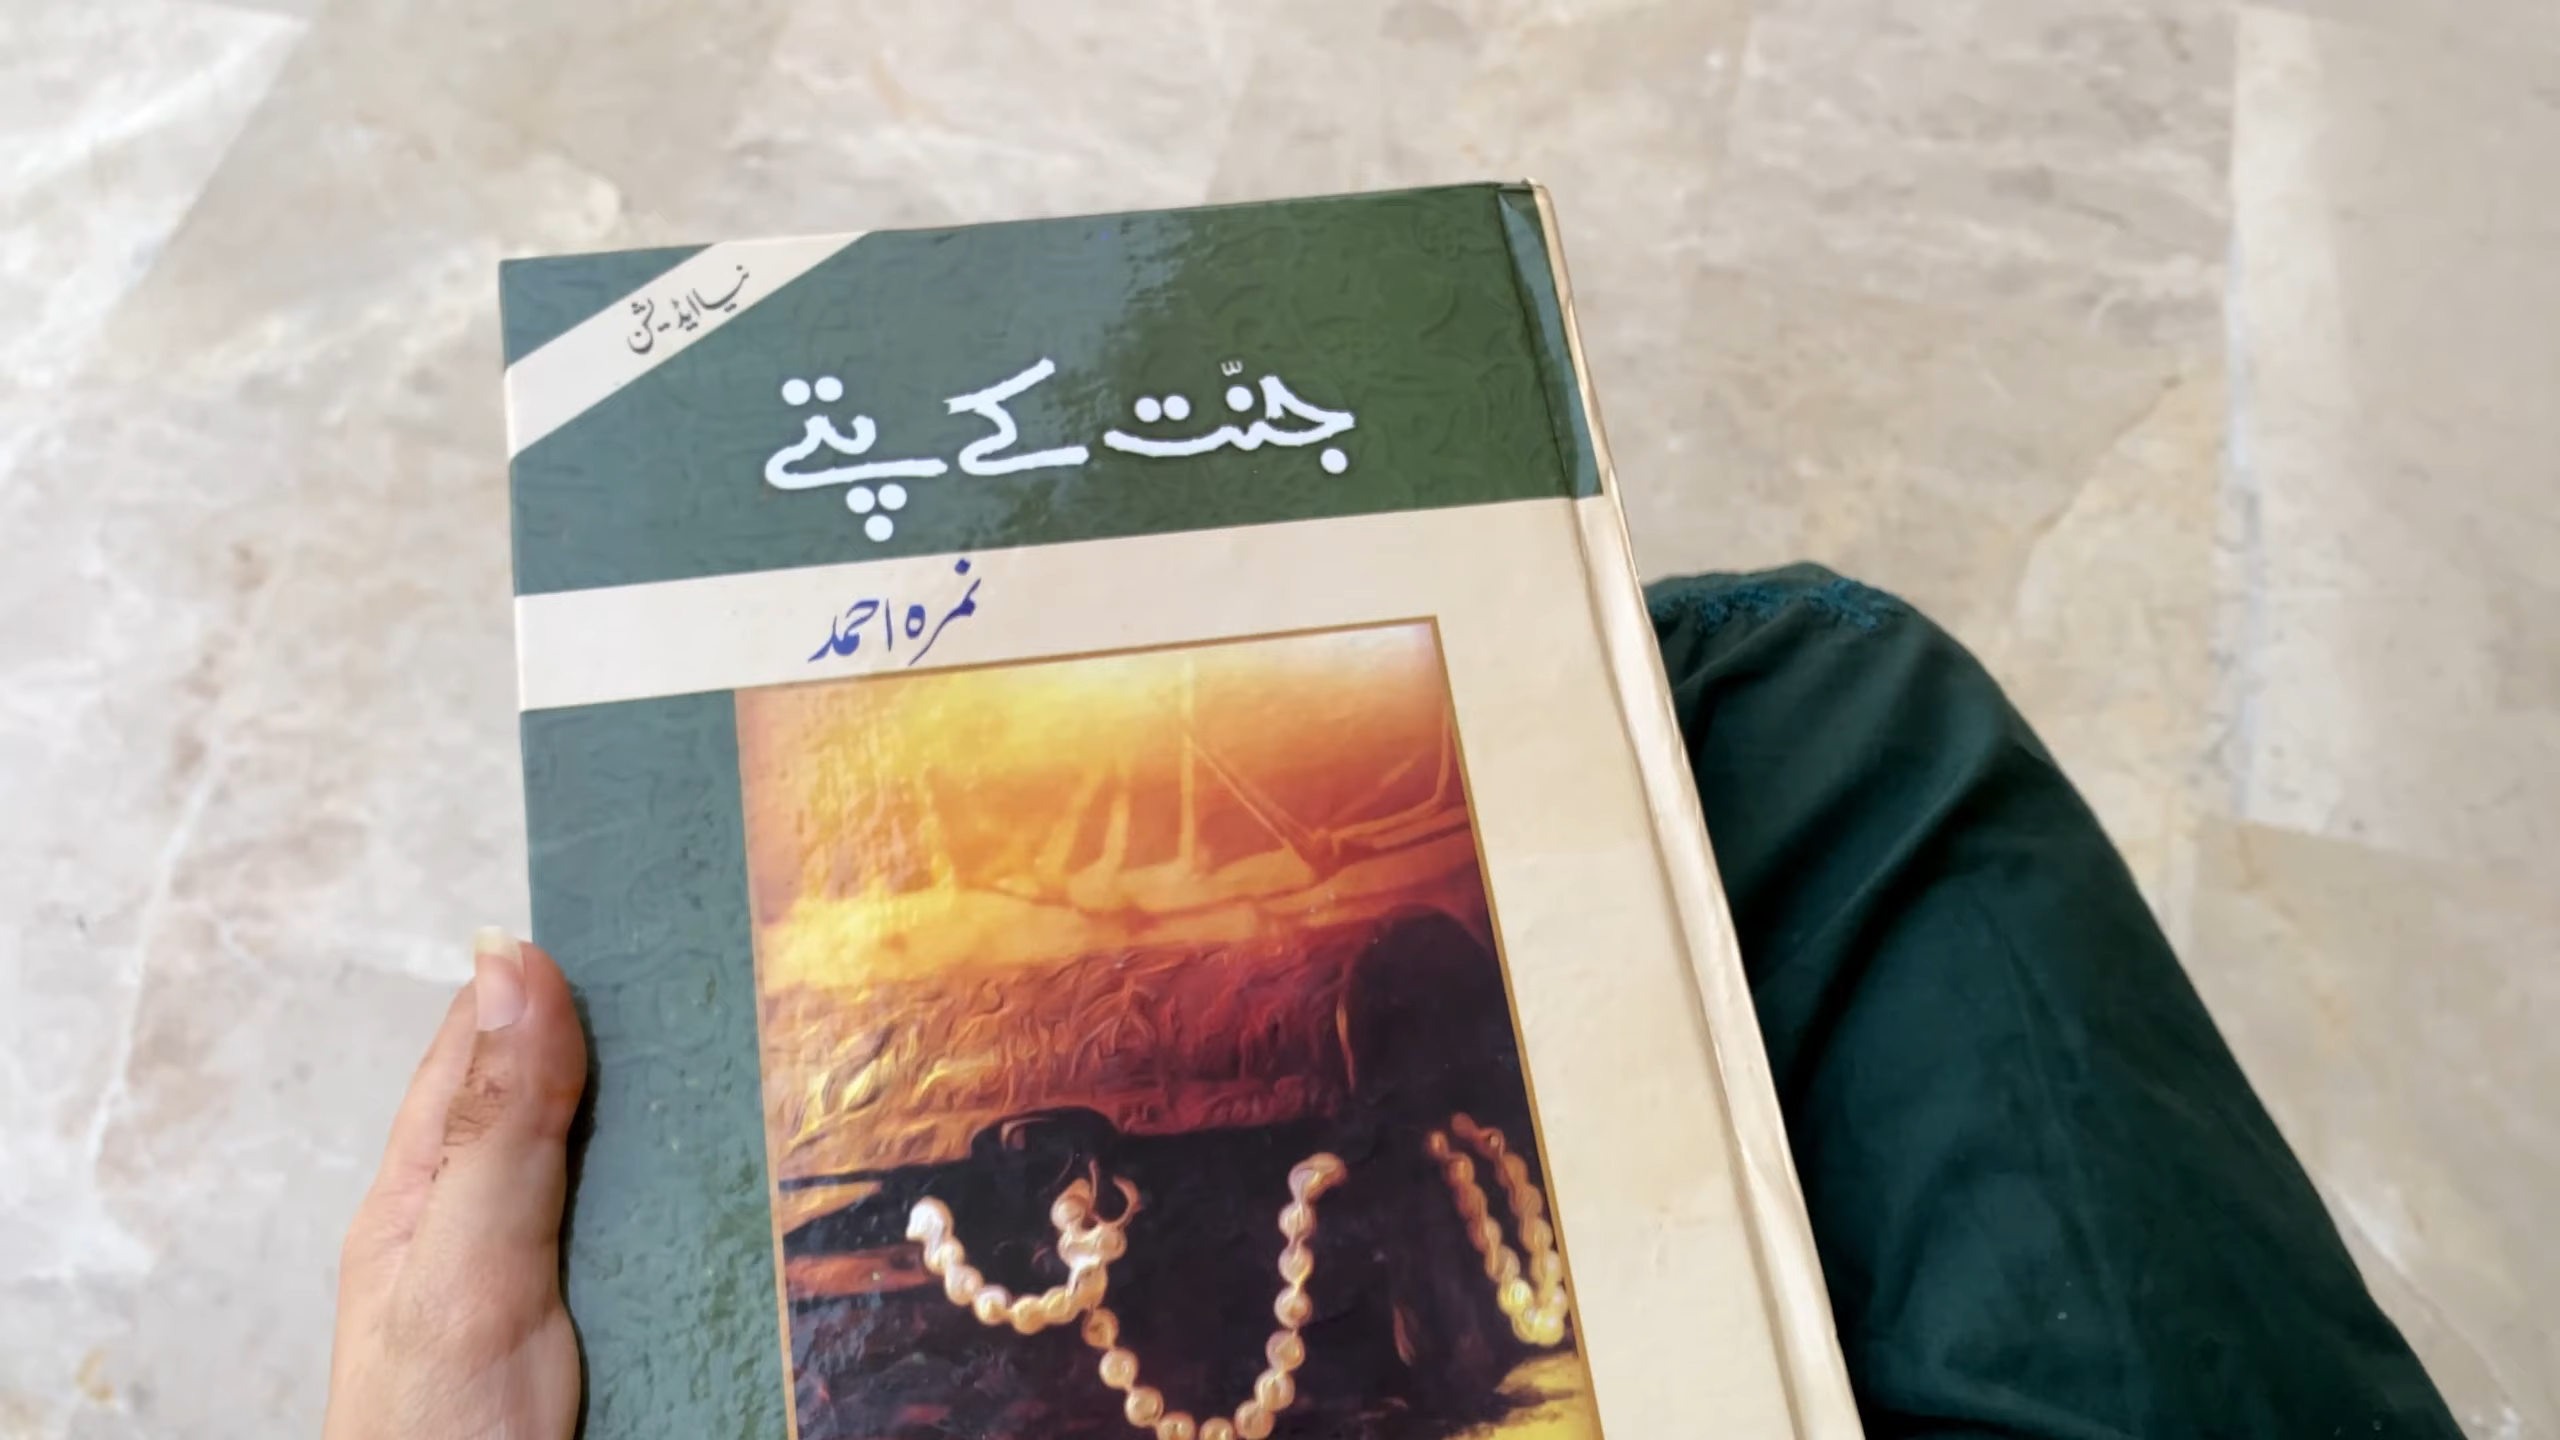 نیا ایڈیشن
جنّت کے پتے
نمرہ احمد